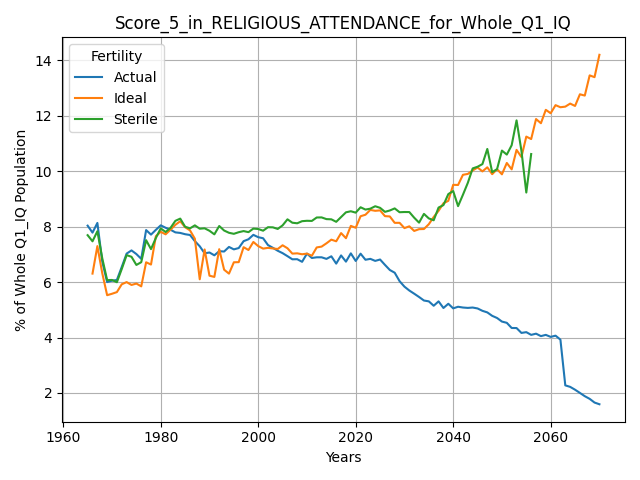 Score_5_in_RELIGIOUS_ATTENDANCE_for_Whole_Q1_IQ
% of Whole Q1_IQ Population
14
12
10
8
6
4
2
Fertility
Actual
Ideal
Sterile
1960 1980 2000 2020 2040 2060
Years